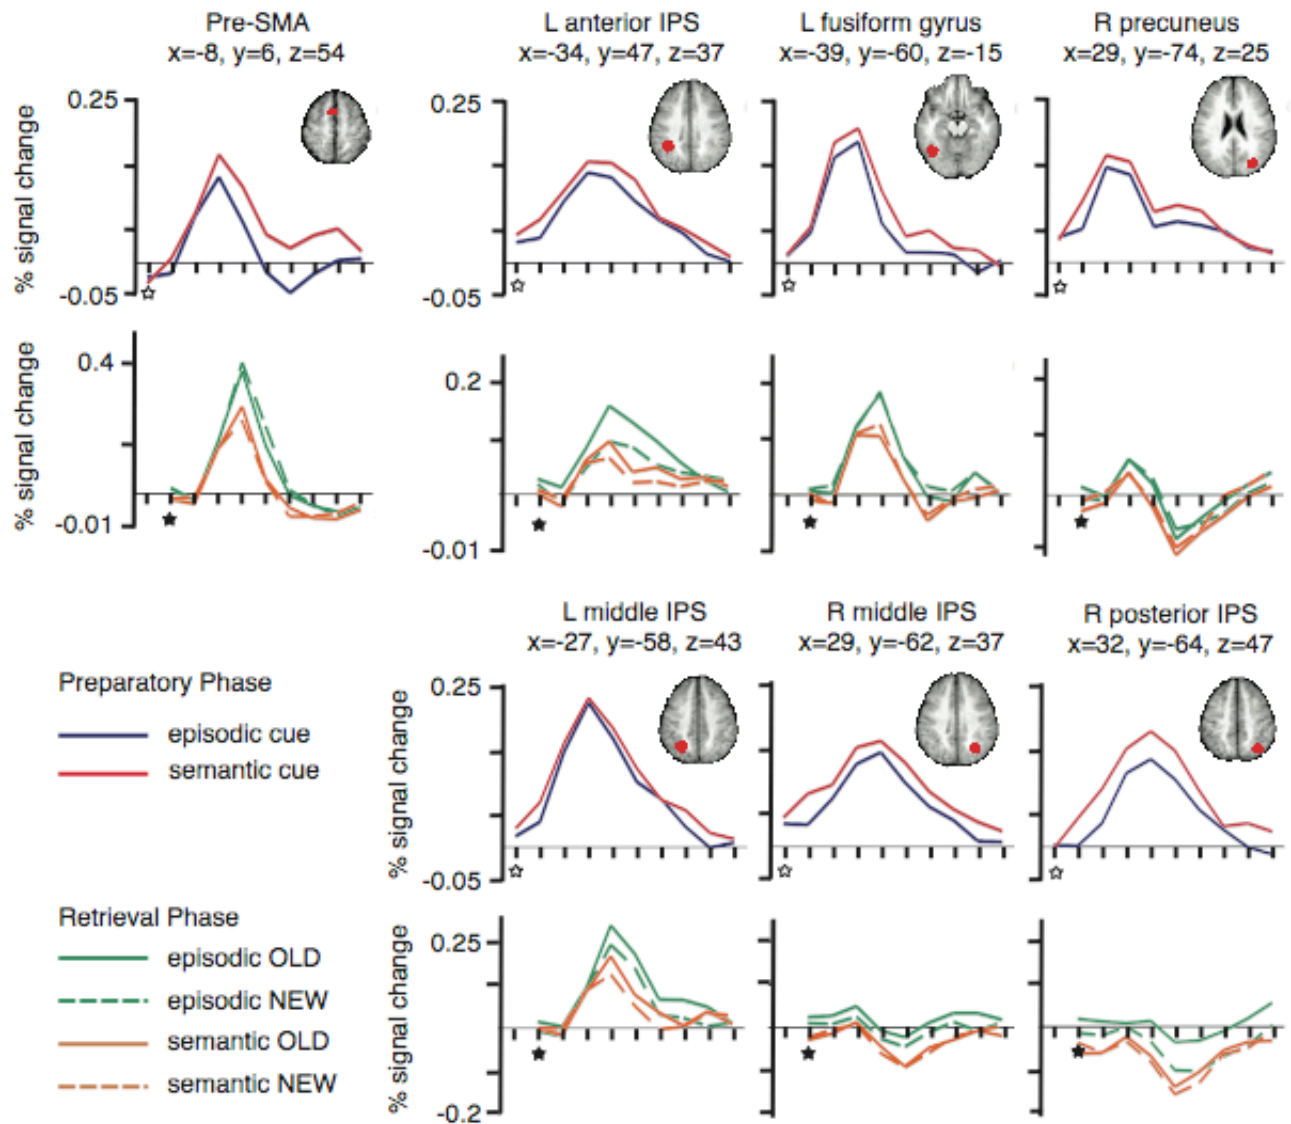 Pre-SMA
x=-8, y=6, z=54
L anterior IPS
x=-34, y=47, z=37
L fusiform gyrus
x=-39, y=-60, z=-15
R precuneus
x=29, y=-74, z=25
% signal change
0.25
-0.05
0.25
-0.05
% signal change
0.4
-0.01
0.2
-0.01
L middle IPS
x=-27, y=-58, z=43
R middle IPS
x=29, y=-62, z=37
R posterior IPS
x=32, y=-64, z=47
Preparatory Phase
episodic cue
semantic cue
% signal change
0.25
-0.05
Retrieval Phase
episodic OLD
episodic NEW
semantic OLD
semantic NEW
% signal change
0.25
-0.2